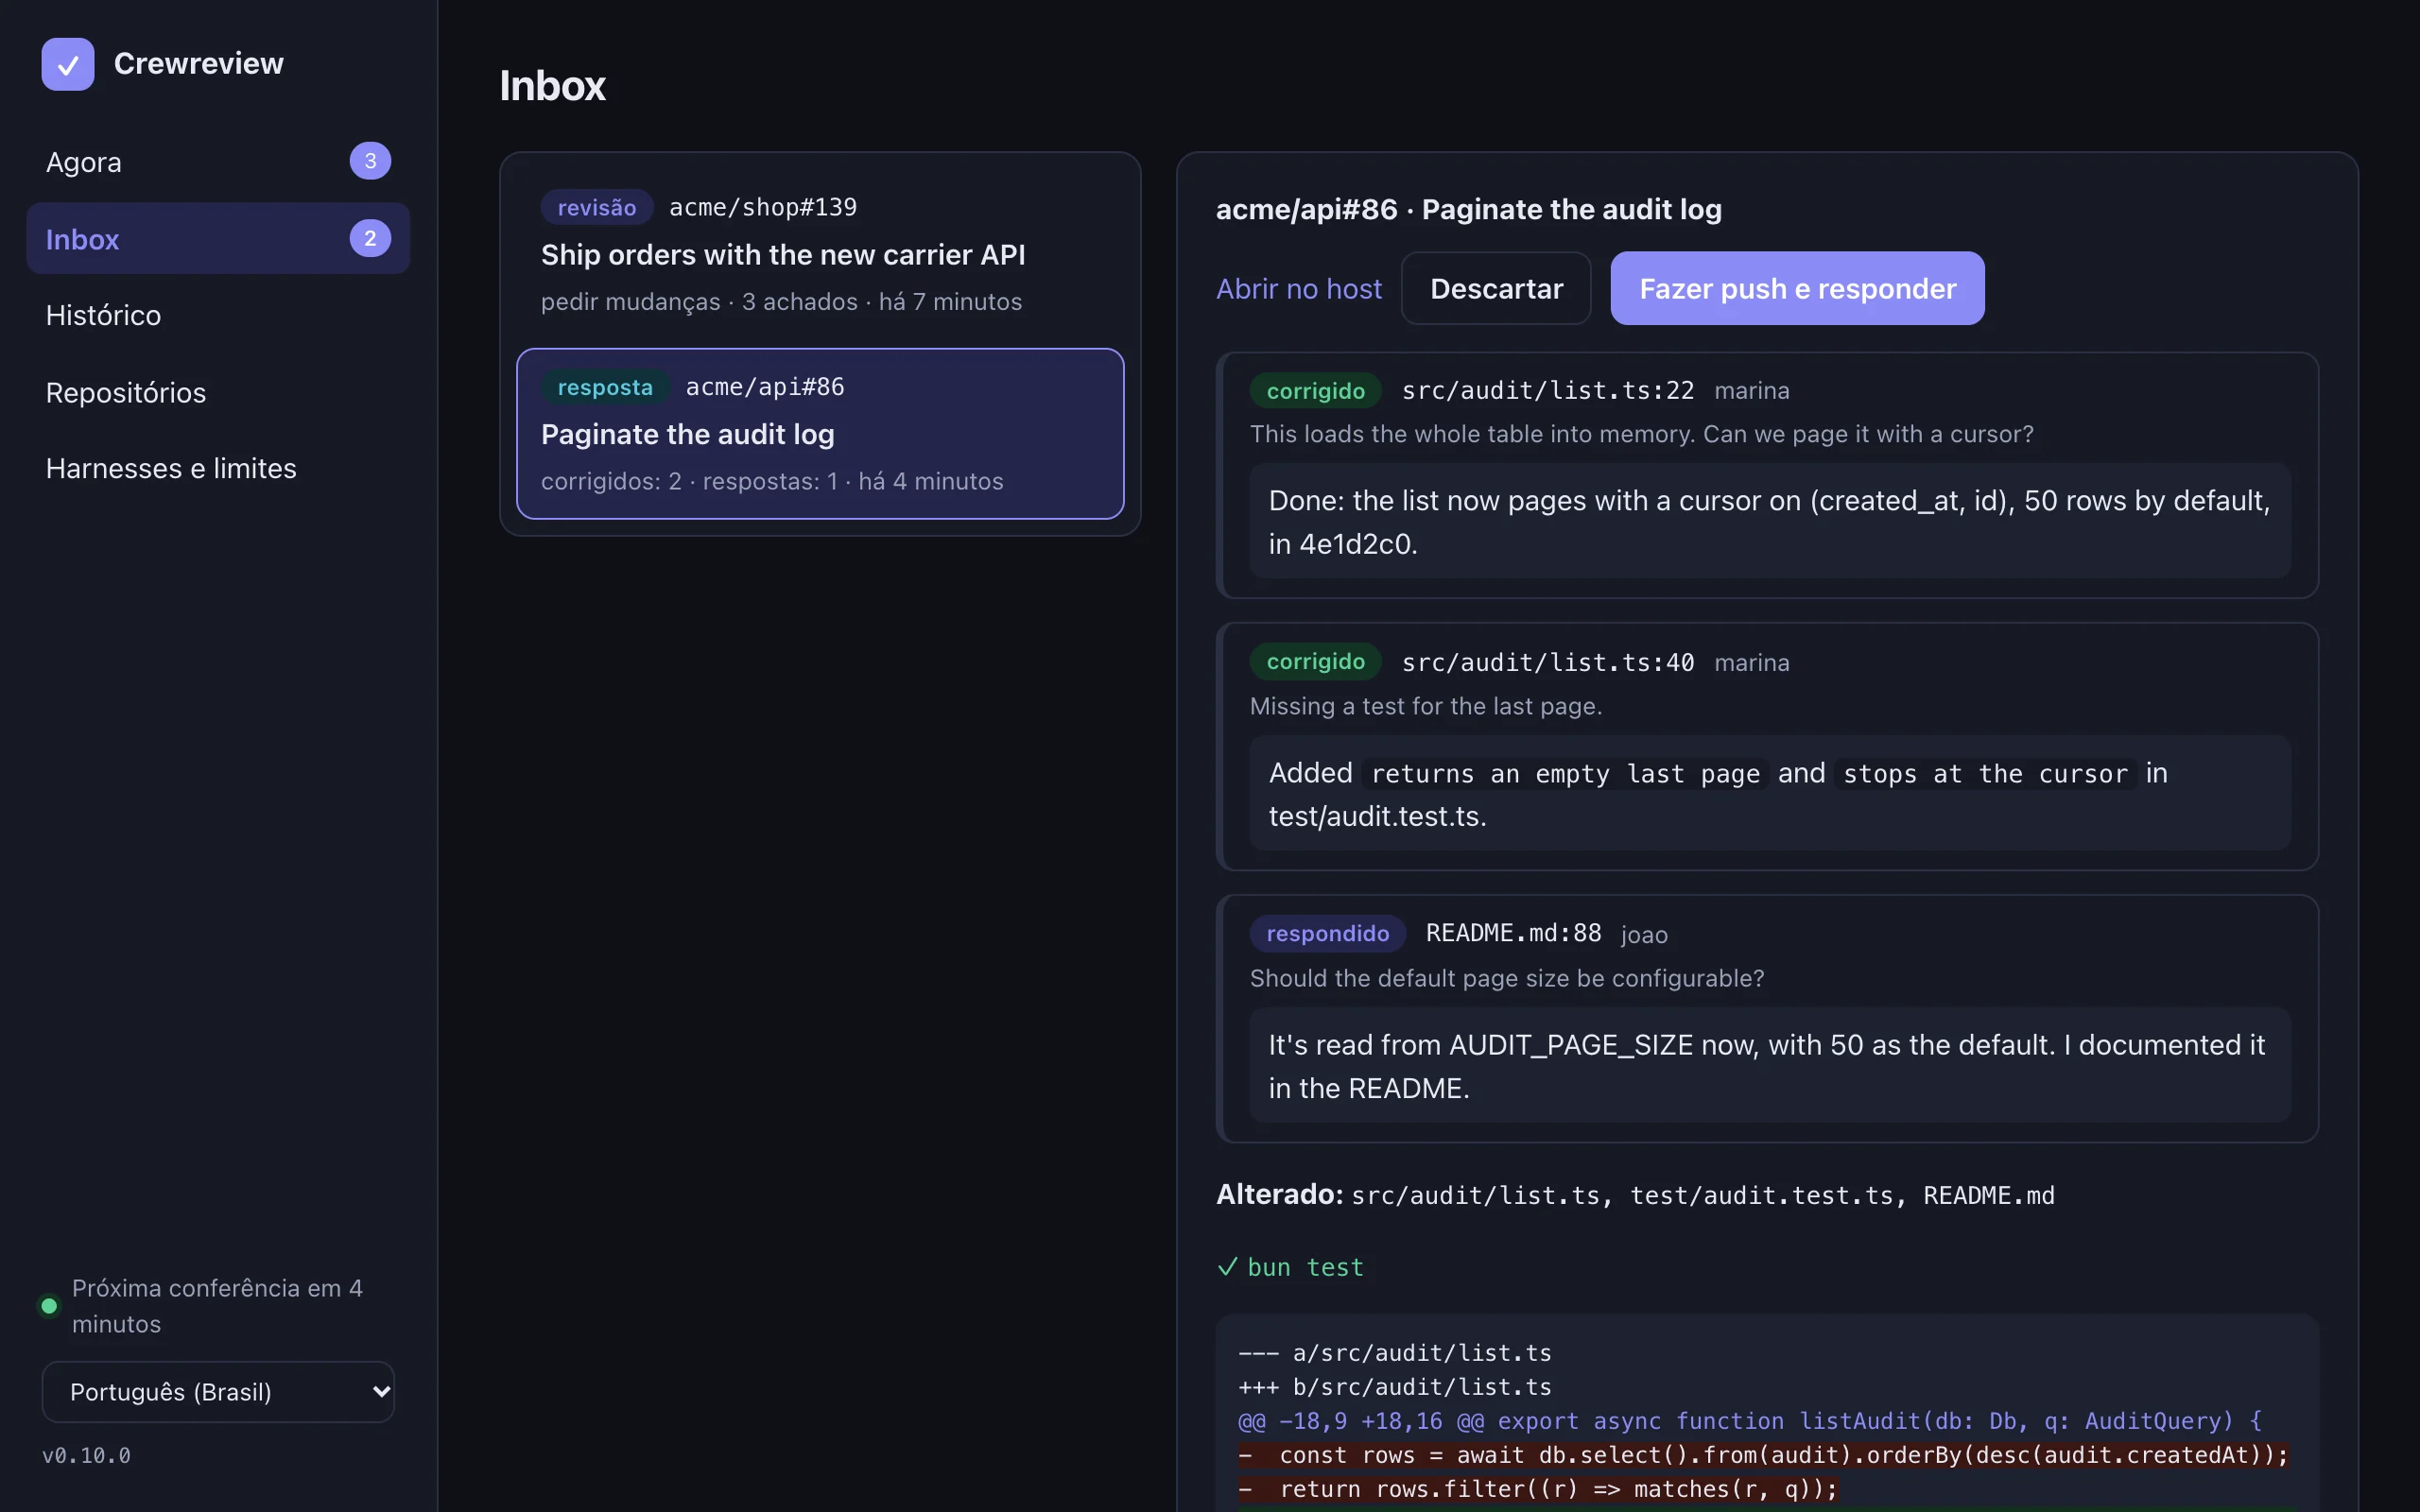 Crewreview
Agora 3
Inbox 2
Histórico
Repositórios
Harnesses e limites
Próxima conferência em 4
minutos
Português (Brasil)
v0.10.0
Inbox
revisão acme/shop#139
Ship orders with the new carrier API
pedir mudanças · 3 achados · há 7 minutos
resposta acme/api#86
Paginate the audit log
corrigidos: 2 · respostas: 1 · há 4 minutos
acme/api#86 · Paginate the audit log
Abrir no host Descartar Fazer push e responder
corrigido src/audit/list.ts:22 marina
This loads the whole table into memory. Can we page it with a cursor?
Done: the list now pages with a cursor on (created_at, id), 50 rows by default,
in 4e1d2c0.
corrigido src/audit/list.ts:40 marina
Missing a test for the last page.
Added returns an empty last page and stops at the cursor in
test/audit.test.ts.
respondido README.md:88 joao
Should the default page size be configurable?
It's read from AUDIT_PAGE_SIZE now, with 50 as the default. I documented it
in the README.
Alterado: src/audit/list.ts, test/audit.test.ts, README.md
✓ bun test
--- a/src/audit/list.ts
+++ b/src/audit/list.ts
@@ -18,9 +18,16 @@ export async function listAudit(db: Db, q: AuditQuery) {
-  const rows = await db.select().from(audit).orderBy(desc(audit.createdAt));
-  return rows.filter((r) => matches(r, q));